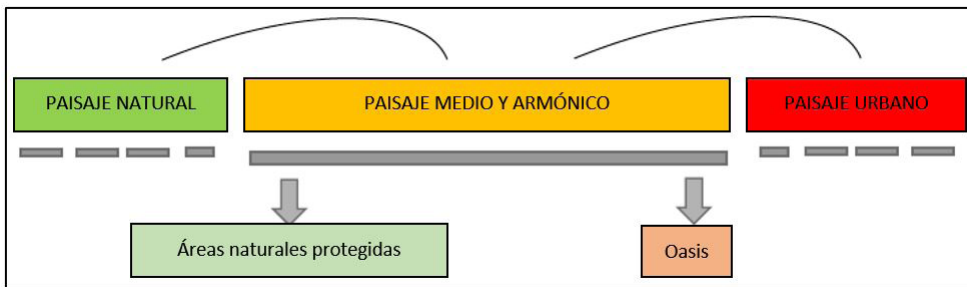 PAISAJE NATURAL
PAISAJE MEDIO Y ARMÓNICO
PAISAJE URBANO
Áreas naturales protegidas
Oasis